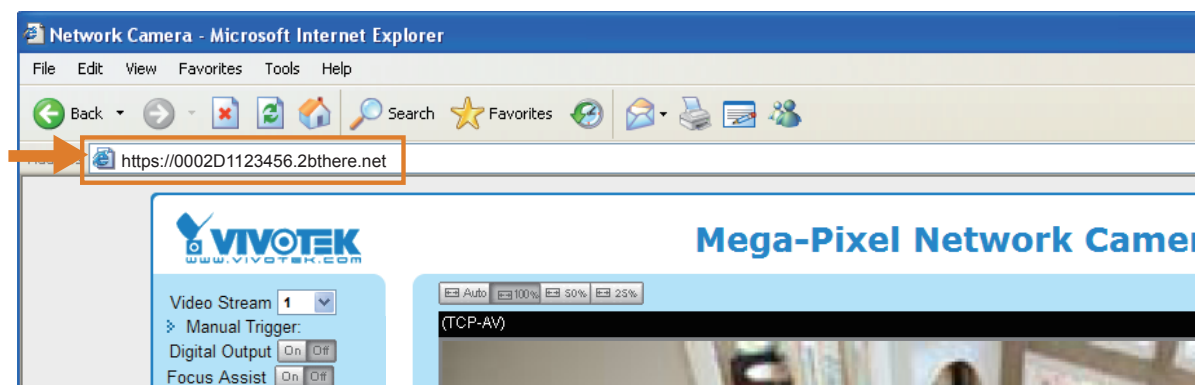 Network Camera - Microsoft Internet Explorer
File Edit View Favorites Tools Help
Back Search Favorites
https://0002D1123456.2bthere.net
VIVOTEK
www.vivotek.com
Mega-Pixel Network Camer
Auto 100% 50% 25%
Video Stream 1
(TCP-AV)
Manual Trigger:
Digital Output On Off
Focus Assist On Off